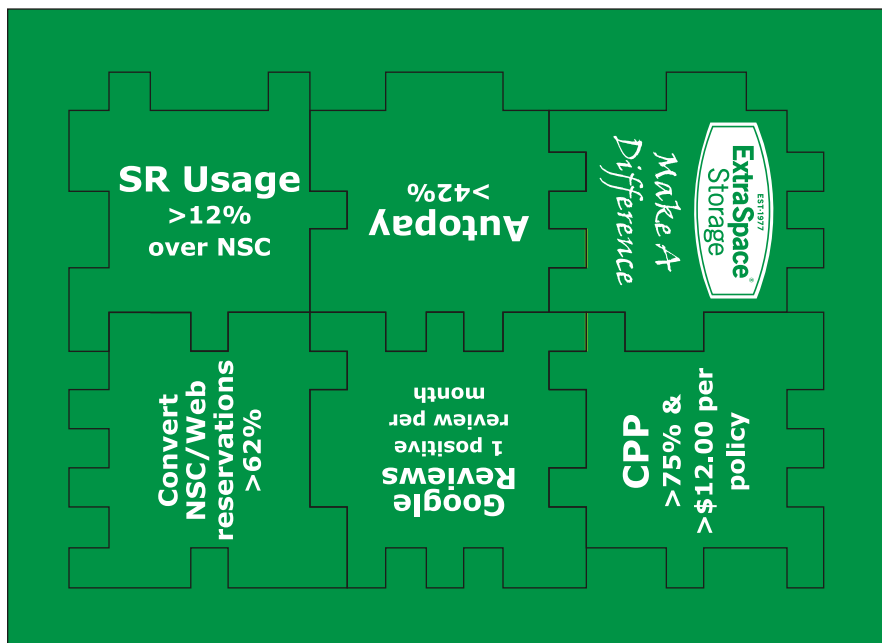 SR Usage
>12%
over NSC
Autopay
>42%
Make A
Difference
EST·1977
ExtraSpace®
Storage
Convert
NSC/Web
reservations
>62%
Google
Reviews
1 positive
review per
month
CPP
>75% &
>$12.00 per
policy